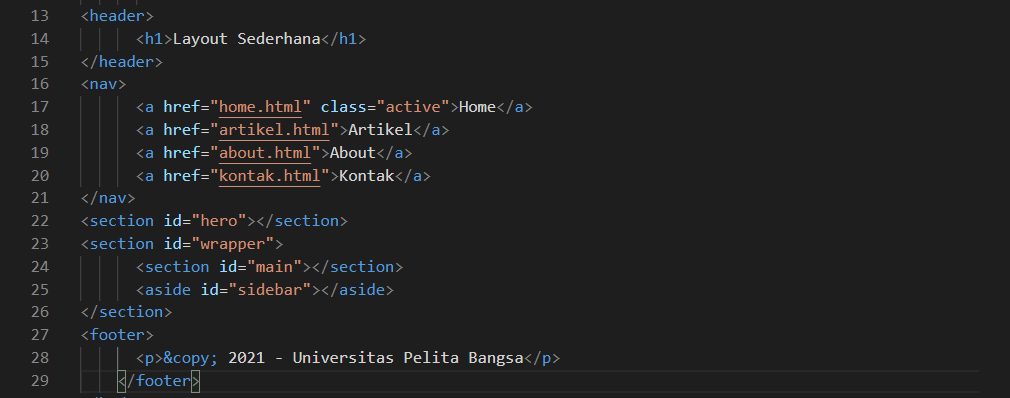 13 <header>
14 <h1>Layout Sederhana</h1>
15 </header>
16 <nav>
17 <a href="home.html" class="active">Home</a>
18 <a href="artikel.html">Artikel</a>
19 <a href="about.html">About</a>
20 <a href="kontak.html">Kontak</a>
21 </nav>
22 <section id="hero"></section>
23 <section id="wrapper">
24 <section id="main"></section>
25 <aside id="sidebar"></aside>
26 </section>
27 <footer>
28 <p>&copy; 2021 - Universitas Pelita Bangsa</p>
29 </footer>